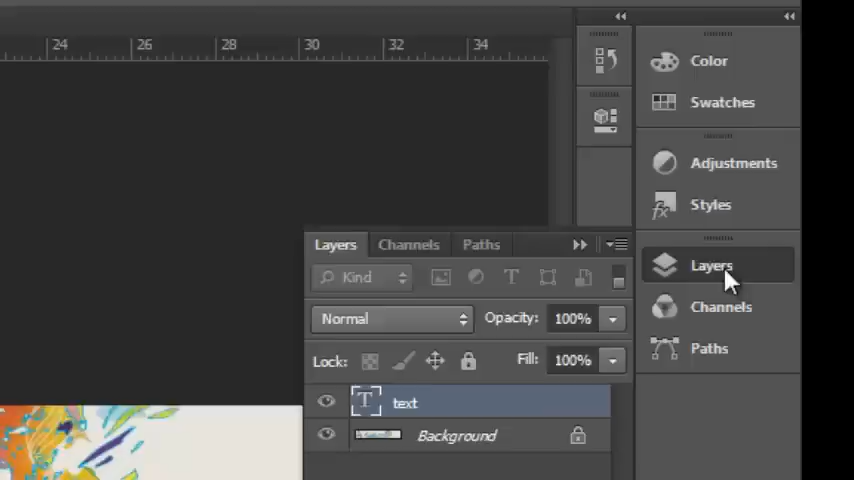 24 26 28 30 32 34
Color
Swatches
Adjustments
fx Styles
Layers Channels Paths
Layers
Kind T
Normal Opacity: 100%
Channels
Lock: Fill: 100%
Paths
T text
Background